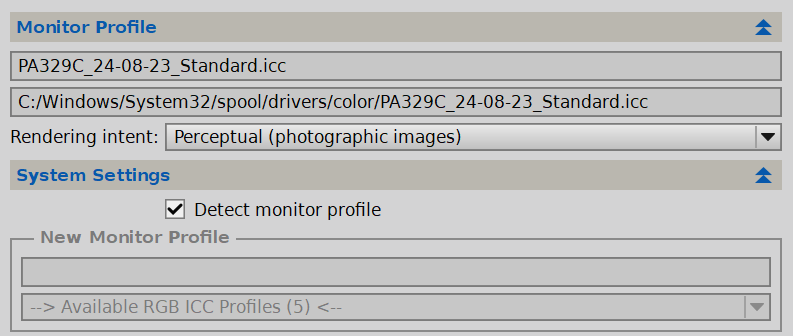 Monitor Profile
PA329C_24-08-23_Standard.icc
C:/Windows/System32/spool/drivers/color/PA329C_24-08-23_Standard.icc
Rendering intent: Perceptual (photographic images)
System Settings
Detect monitor profile
New Monitor Profile
--> Available RGB ICC Profiles (5) <--